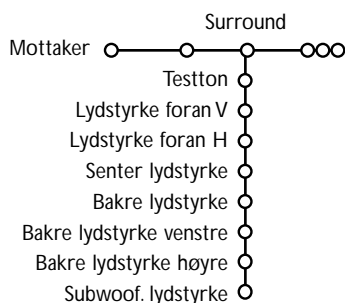 Surround
Mottaker
Testton
Lydstyrke foran V
Lydstyrke foran H
Senter lydstyrke
Bakre lydstyrke
Bakre lydstyrke venstre
Bakre lydstyrke høyre
Subwoof. lydstyrke